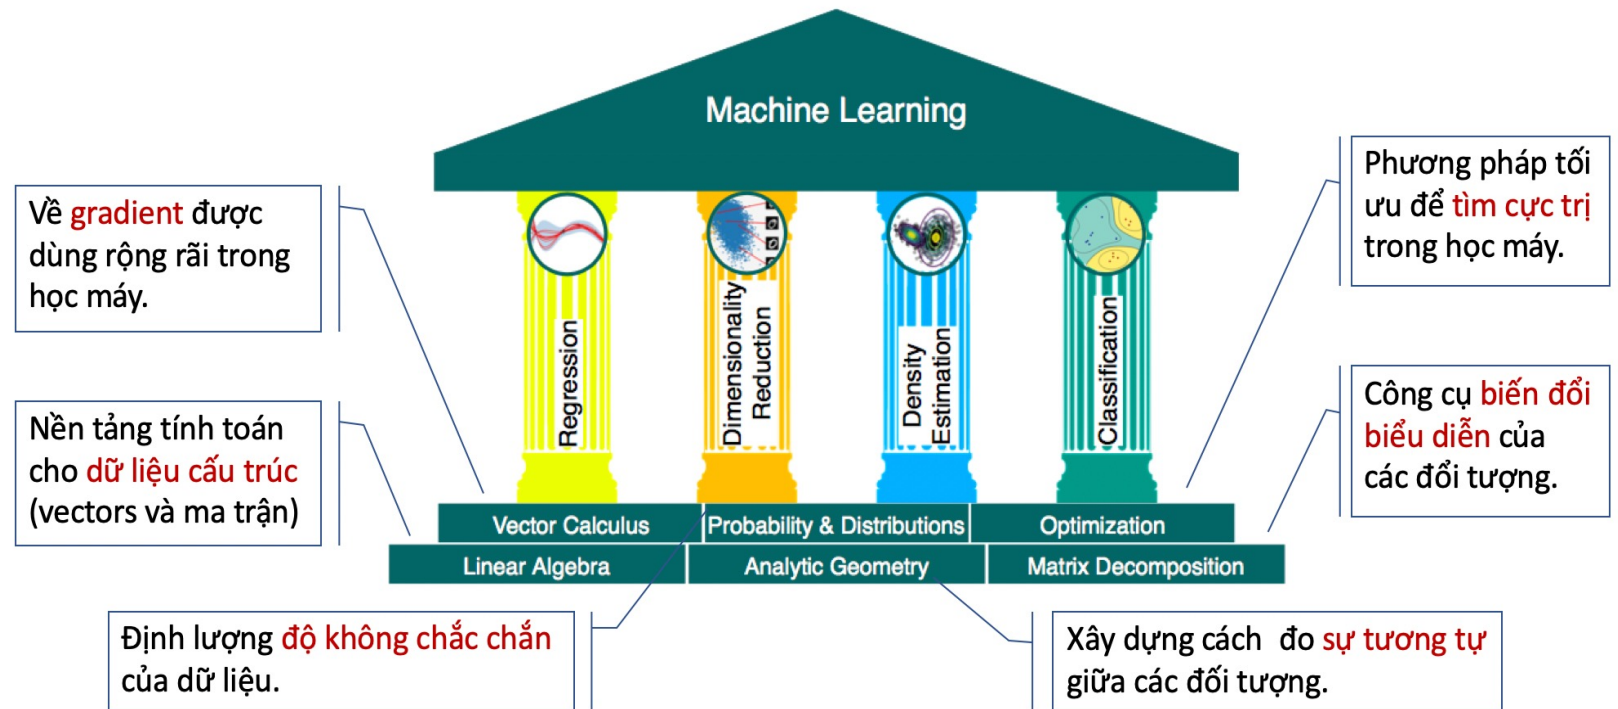 Machine Learning
Về gradient được
dùng rộng rãi trong
học máy.
Phương pháp tối
ưu để tìm cực trị
trong học máy.
Regression
Dimensionality
Reduction
Density
Estimation
Classification
Nền tảng tính toán
cho dữ liệu cấu trúc
(vectors và ma trận)
Công cụ biến đổi
biểu diễn của
các đổi tượng.
Vector Calculus
Probability & Distributions
Optimization
Linear Algebra
Analytic Geometry
Matrix Decomposition
Định lượng độ không chắc chắn
của dữ liệu.
Xây dựng cách đo sự tương tự
giữa các đối tượng.